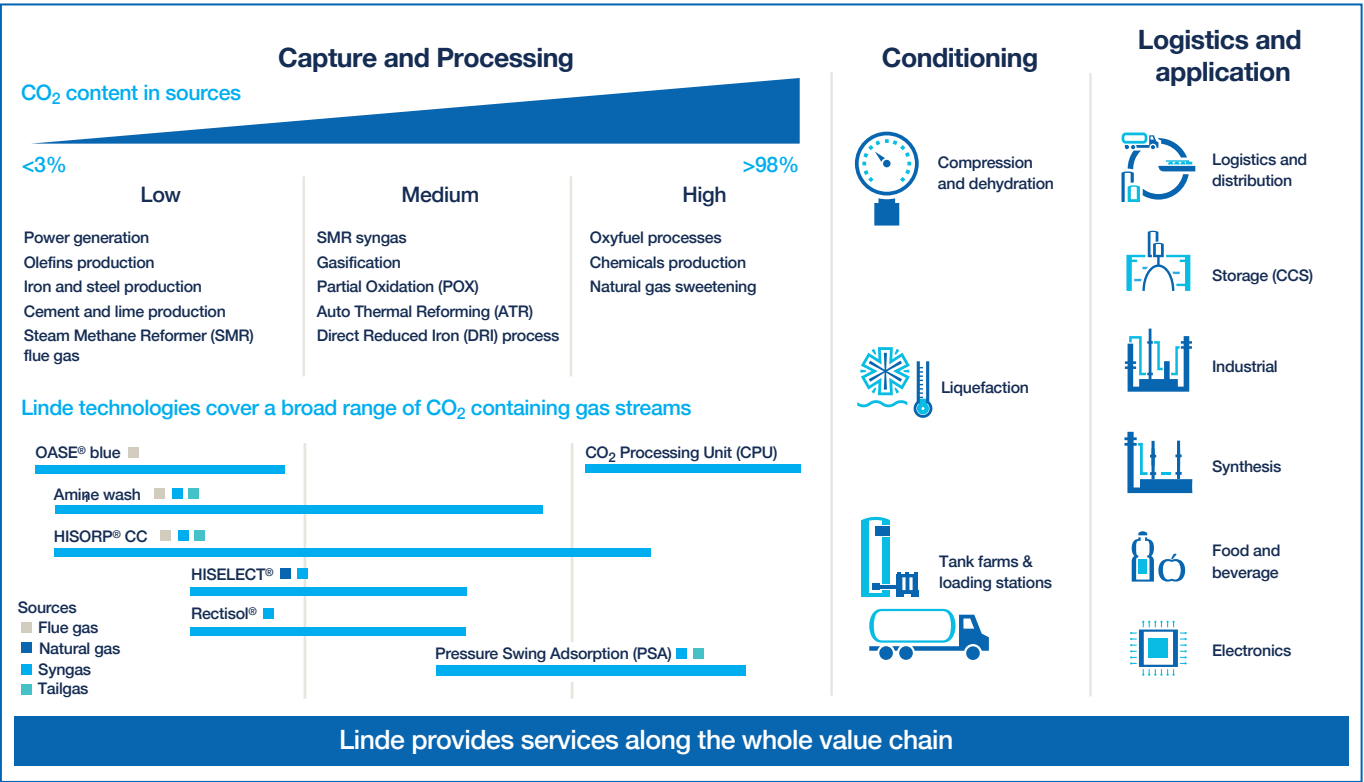 Capture and Processing
CO₂ content in sources
<3%
>98%
Low
Power generation
Olefins production
Iron and steel production
Cement and lime production
Steam Methane Reformer (SMR)
flue gas
Medium
SMR syngas
Gasification
Partial Oxidation (POX)
Auto Thermal Reforming (ATR)
Direct Reduced Iron (DRI) process
High
Oxyfuel processes
Chemicals production
Natural gas sweetening
Linde technologies cover a broad range of CO₂ containing gas streams
OASE® blue
CO₂ Processing Unit (CPU)
Amine wash
HISORP® CC
HISELECT®
Rectisol®
Pressure Swing Adsorption (PSA)
Sources
Flue gas
Natural gas
Syngas
Tailgas
Conditioning
Compression
and dehydration
Liquefaction
Tank farms &
loading stations
Logistics and
application
Logistics and
distribution
Storage (CCS)
Industrial
Synthesis
Food and
beverage
Electronics
Linde provides services along the whole value chain